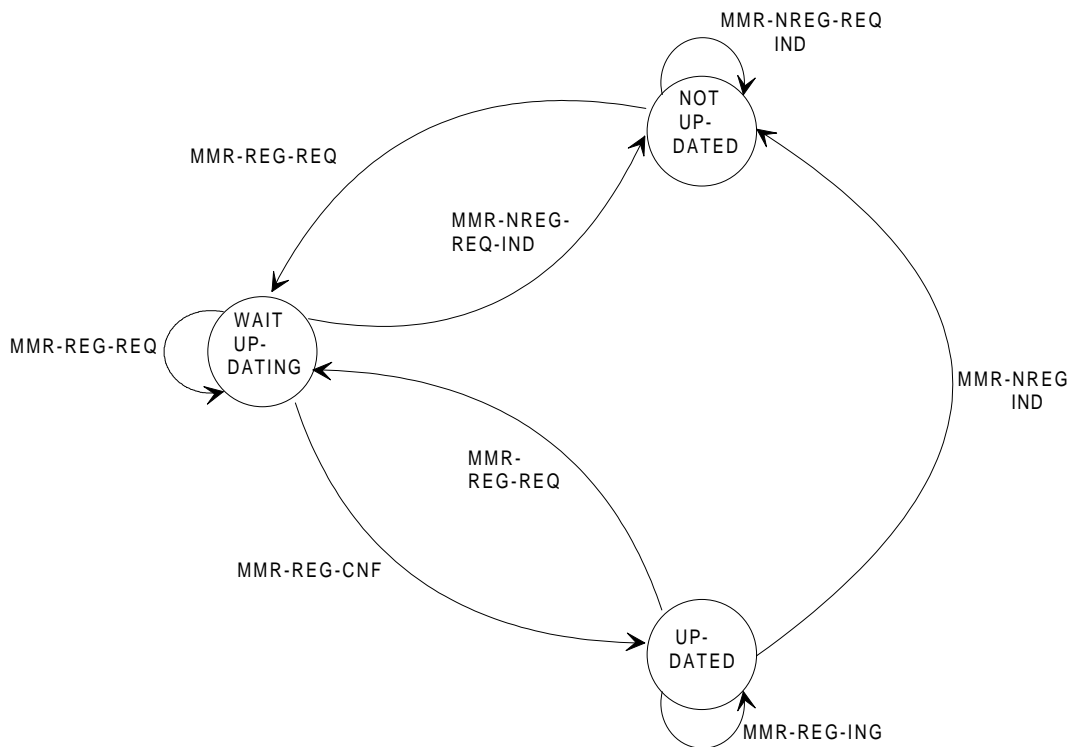 MMR-NREG-REQ
IND
NOT
UP-
DATED
MMR-REG-REQ
MMR-NREG-
REQ-IND
WAIT
UP-
DATING
MMR-REG-REQ
MMR-NREG
IND
MMR-
REG-REQ
MMR-REG-CNF
UP-
DATED
MMR-REG-ING